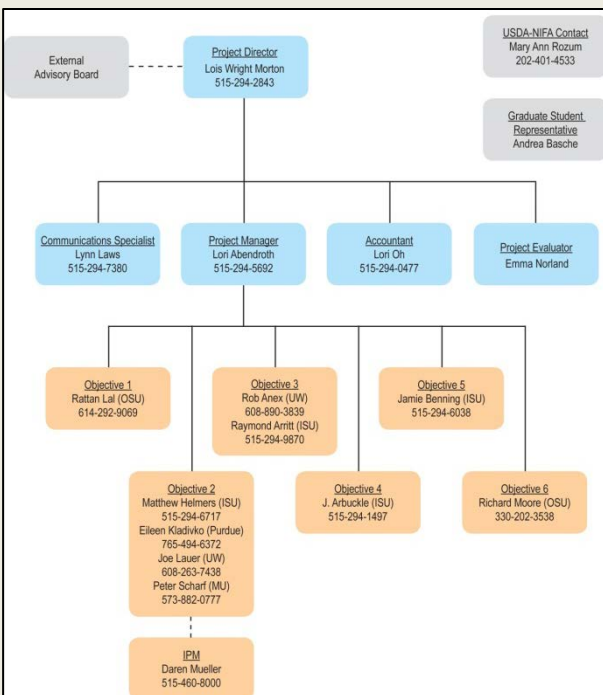 External
Advisory Board
Project Director
Lois Wright Morton
515-294-2843
USDA-NIFA Contact
Mary Ann Rozum
202-401-4533
Graduate Student
Representative
Andrea Basche
Communications Specialist
Lynn Laws
515-294-7380
Project Manager
Lori Abendroth
515-294-5692
Accountant
Lori Oh
515-294-0477
Project Evaluator
Emma Norland
Objective 1
Rattan Lal (OSU)
614-292-9069
Objective 3
Rob Anex (UW)
608-890-3839
Raymond Arritt (ISU)
515-294-9870
Objective 5
Jamie Benning (ISU)
515-294-6038
Objective 2
Matthew Helmers (ISU)
515-294-6717
Eileen Kladivko (Purdue)
765-494-6372
Joe Lauer (UW)
608-263-7438
Peter Scharf (MU)
573-882-0777
Objective 4
J. Arbuckle (ISU)
515-294-1497
Objective 6
Richard Moore (OSU)
330-202-3538
IPM
Daren Mueller
515-460-8000